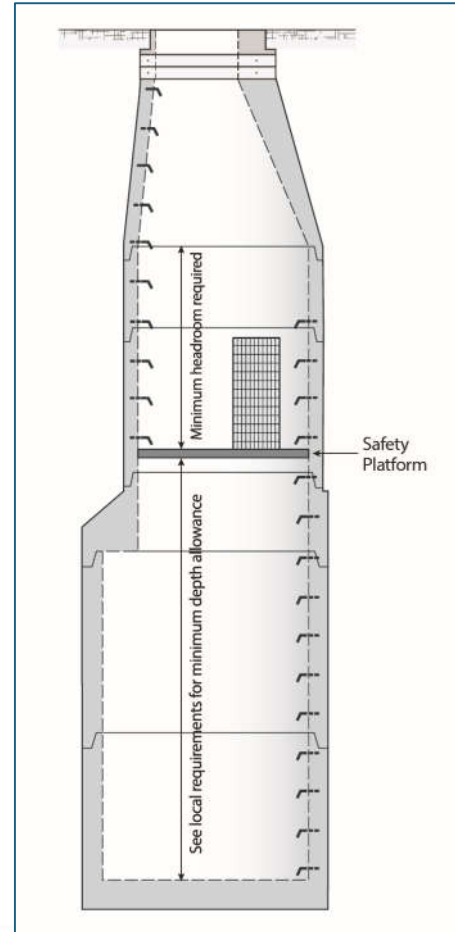 Minimum headroom required
Safety
Platform
See local requirements for minimum depth allowance